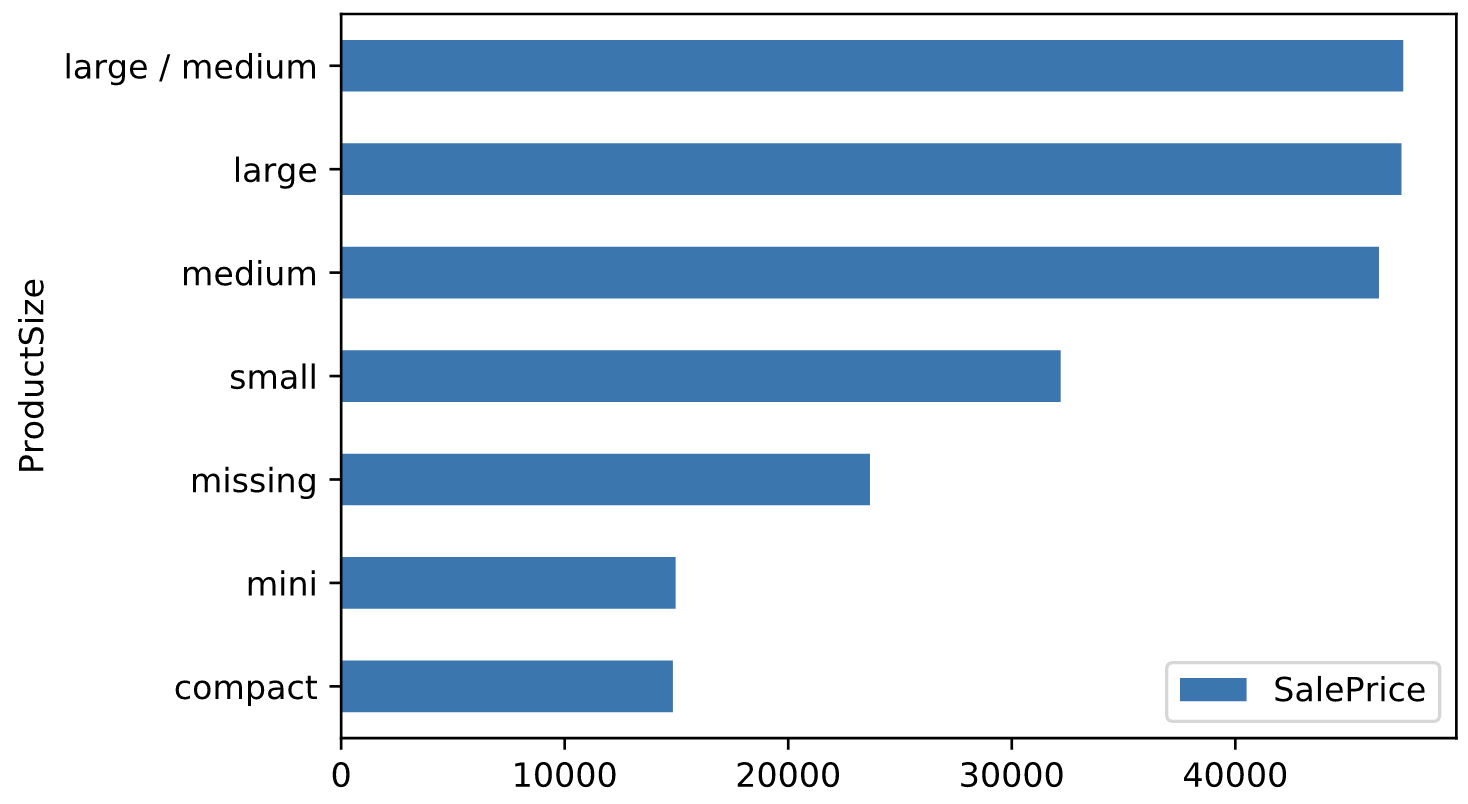 ProductSize
large / medium
large
medium
small
missing
mini
compact
SalePrice
0 10000 20000 30000 40000